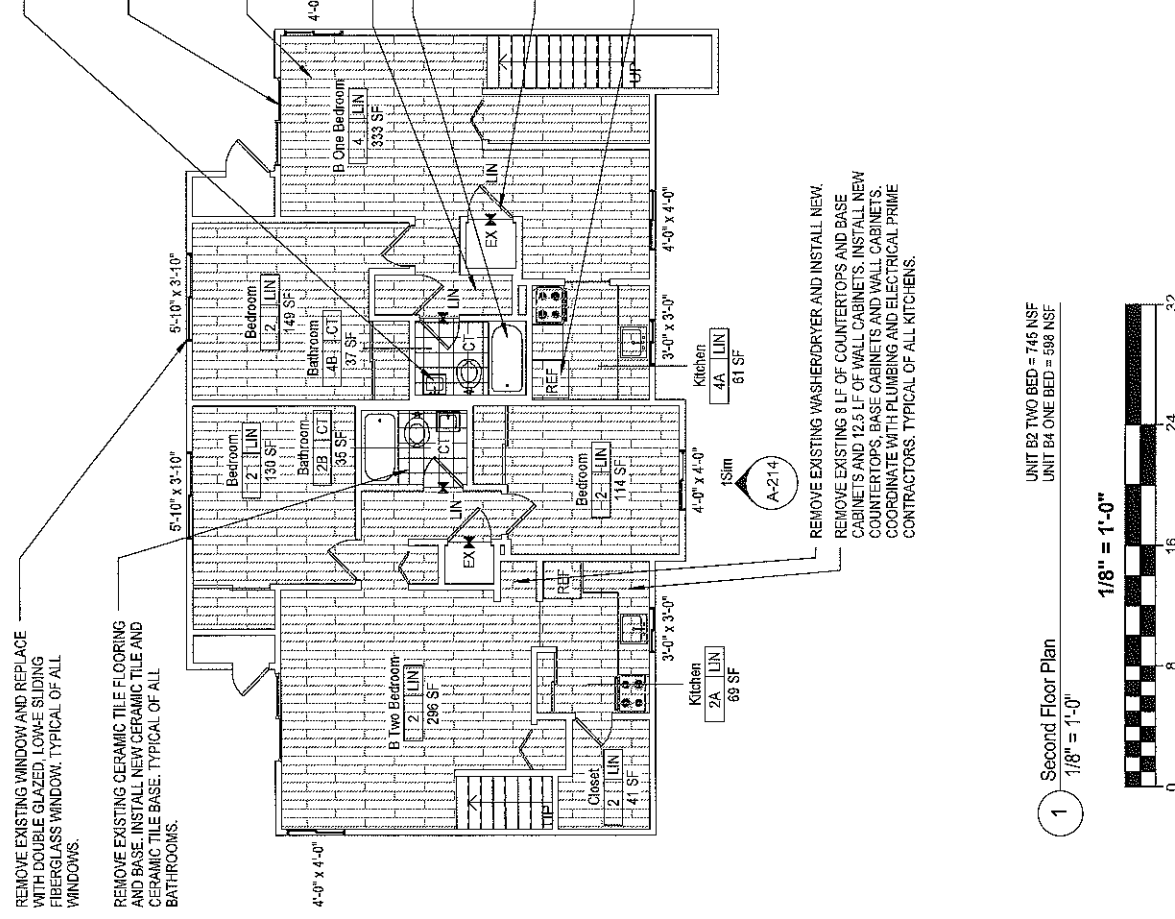 REMOVE EXISTING WINDOW AND REPLACE
WITH DOUBLE GLAZED, LOW-E SLIDING
FIBERGLASS WINDOW. TYPICAL OF ALL
WINDOWS.
REMOVE EXISTING CERAMIC TILE FLOORING
AND BASE. INSTALL NEW CERAMIC TILE AND
CERAMIC TILE BASE. TYPICAL OF ALL
BATHROOMS.
4'-0" x 4'-0"
5'-10" x 3'-10"
5'-10" x 3'-10"
4'-0
Bedroom
2 LIN
130 SF
Bathroom
2B CT
35 SF
Bedroom
2 LIN
149 SF
Bathroom
4B CT
37 SF
B One Bedroom
4 LIN
333 SF
UP
B Two Bedroom
2 LIN
296 SF
EX
LIN
CT
CT
LIN
EX
LIN
Closet
2 LIN
41 SF
UP
REF
Bedroom
2 LIN
114 SF
REF
3'-0" x 3'-0"
4'-0" x 4'-0"
3'-0" x 3'-0"
4'-0" x 4'-0"
Kitchen
2A LIN
69 SF
Kitchen
4A LIN
61 SF
1Sim
A-214
REMOVE EXISTING WASHER/DRYER AND INSTALL NEW.
REMOVE EXISTING 8 LF OF COUNTERTOPS AND BASE
CABINETS AND 12.5 LF OF WALL CABINETS. INSTALL NEW
COUNTERTOPS, BASE CABINETS AND WALL CABINETS.
COORDINATE WITH PLUMBING AND ELECTRICAL PRIME
CONTRACTORS. TYPICAL OF ALL KITCHENS.
1
Second Floor Plan
1/8" = 1'-0"
UNIT B2 TWO BED = 745 NSF
UNIT B4 ONE BED = 598 NSF
1/8" = 1'-0"
0 8 16 24 32